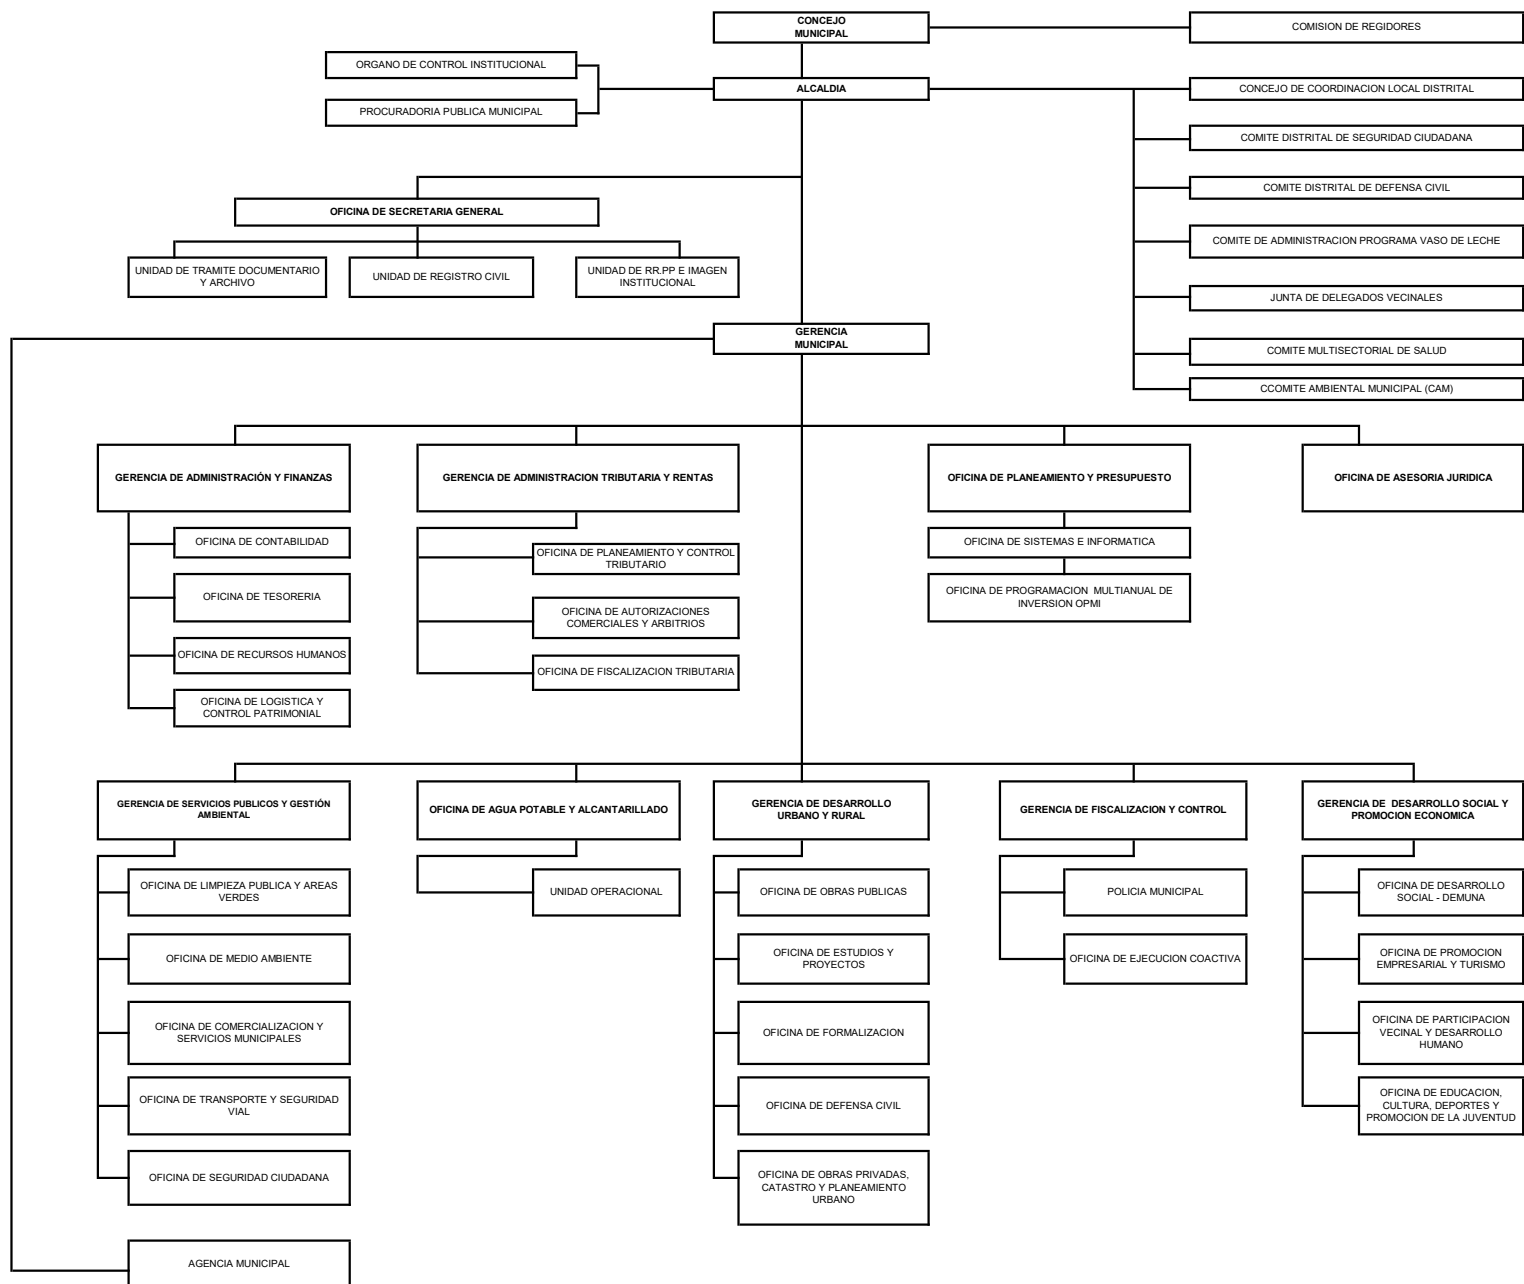 CONCEJO
MUNICIPAL
COMISION DE REGIDORES
ORGANO DE CONTROL INSTITUCIONAL
ALCALDIA
CONCEJO DE COORDINACION LOCAL DISTRITAL
PROCURADORIA PUBLICA MUNICIPAL
COMITE DISTRITAL DE SEGURIDAD CIUDADANA
COMITE DISTRITAL DE DEFENSA CIVIL
OFICINA DE SECRETARIA GENERAL
COMITE DE ADMINISTRACION PROGRAMA VASO DE LECHE
UNIDAD DE TRAMITE DOCUMENTARIO
Y ARCHIVO
UNIDAD DE REGISTRO CIVIL
UNIDAD DE RR.PP E IMAGEN
INSTITUCIONAL
JUNTA DE DELEGADOS VECINALES
GERENCIA
MUNICIPAL
COMITE MULTISECTORIAL DE SALUD
CCOMITE AMBIENTAL MUNICIPAL (CAM)
GERENCIA DE ADMINISTRACIÓN Y FINANZAS
GERENCIA DE ADMINISTRACION TRIBUTARIA Y RENTAS
OFICINA DE PLANEAMIENTO Y PRESUPUESTO
OFICINA DE ASESORIA JURIDICA
OFICINA DE CONTABILIDAD
OFICINA DE TESORERIA
OFICINA DE RECURSOS HUMANOS
OFICINA DE LOGISTICA Y
CONTROL PATRIMONIAL
OFICINA DE PLANEAMIENTO Y CONTROL
TRIBUTARIO
OFICINA DE AUTORIZACIONES
COMERCIALES Y ARBITRIOS
OFICINA DE FISCALIZACION TRIBUTARIA
OFICINA DE SISTEMAS E INFORMATICA
OFICINA DE PROGRAMACION MULTIANUAL DE
INVERSION OPMI
GERENCIA DE SERVICIOS PUBLICOS Y GESTIÓN
AMBIENTAL
OFICINA DE AGUA POTABLE Y ALCANTARILLADO
GERENCIA DE DESARROLLO
URBANO Y RURAL
GERENCIA DE FISCALIZACION Y CONTROL
GERENCIA DE DESARROLLO SOCIAL Y
PROMOCION ECONOMICA
OFICINA DE LIMPIEZA PUBLICA Y AREAS
VERDES
OFICINA DE MEDIO AMBIENTE
OFICINA DE COMERCIALIZACION Y
SERVICIOS MUNICIPALES
OFICINA DE TRANSPORTE Y SEGURIDAD
VIAL
OFICINA DE SEGURIDAD CIUDADANA
UNIDAD OPERACIONAL
OFICINA DE OBRAS PUBLICAS
OFICINA DE ESTUDIOS Y
PROYECTOS
OFICINA DE FORMALIZACION
OFICINA DE DEFENSA CIVIL
OFICINA DE OBRAS PRIVADAS,
CATASTRO Y PLANEAMIENTO
URBANO
POLICIA MUNICIPAL
OFICINA DE EJECUCION COACTIVA
OFICINA DE DESARROLLO
SOCIAL - DEMUNA
OFICINA DE PROMOCION
EMPRESARIAL Y TURISMO
OFICINA DE PARTICIPACION
VECINAL Y DESARROLLO
HUMANO
OFICINA DE EDUCACION,
CULTURA, DEPORTES Y
PROMOCION DE LA JUVENTUD
AGENCIA MUNICIPAL